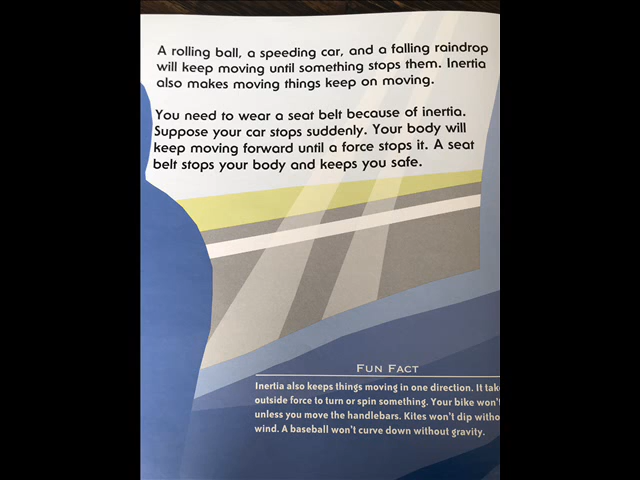 A rolling ball, a speeding car, and a falling raindrop
will keep moving until something stops them. Inertia
also makes moving things keep on moving.
You need to wear a seat belt because of inertia.
Suppose your car stops suddenly. Your body will
keep moving forward until a force stops it. A seat
belt stops your body and keeps you safe.
FUN FACT
Inertia also keeps things moving in one direction. It
outside force to turn or spin something. Your bike won't
unless you move the handlebars. Kites won't dip
wind. A baseball won't curve down without gravity.